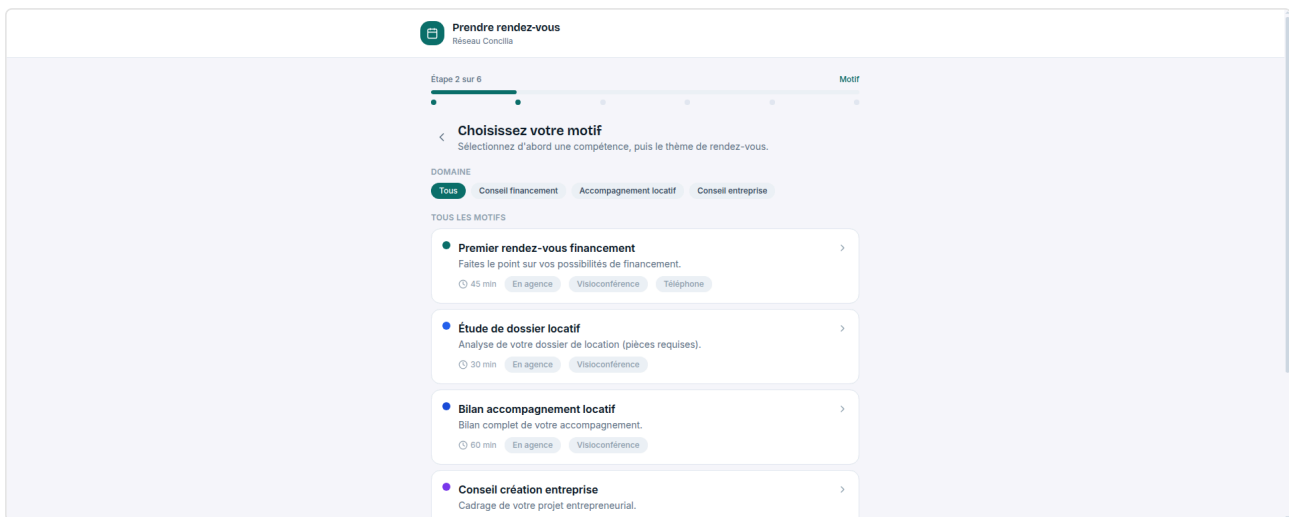 Prendre rendez-vous
Réseau Concilia
Étape 2 sur 6
Motif
Choisissez votre motif
Sélectionnez d'abord une compétence, puis le thème de rendez-vous.
DOMAINE
Tous Conseil financement Accompagnement locatif Conseil entreprise
TOUS LES MOTIFS
Premier rendez-vous financement
Faites le point sur vos possibilités de financement.
45 min En agence Visioconférence Téléphone
Étude de dossier locatif
Analyse de votre dossier de location (pièces requises).
30 min En agence Visioconférence
Bilan accompagnement locatif
Bilan complet de votre accompagnement.
60 min En agence Visioconférence
Conseil création entreprise
Cadrage de votre projet entrepreneurial.